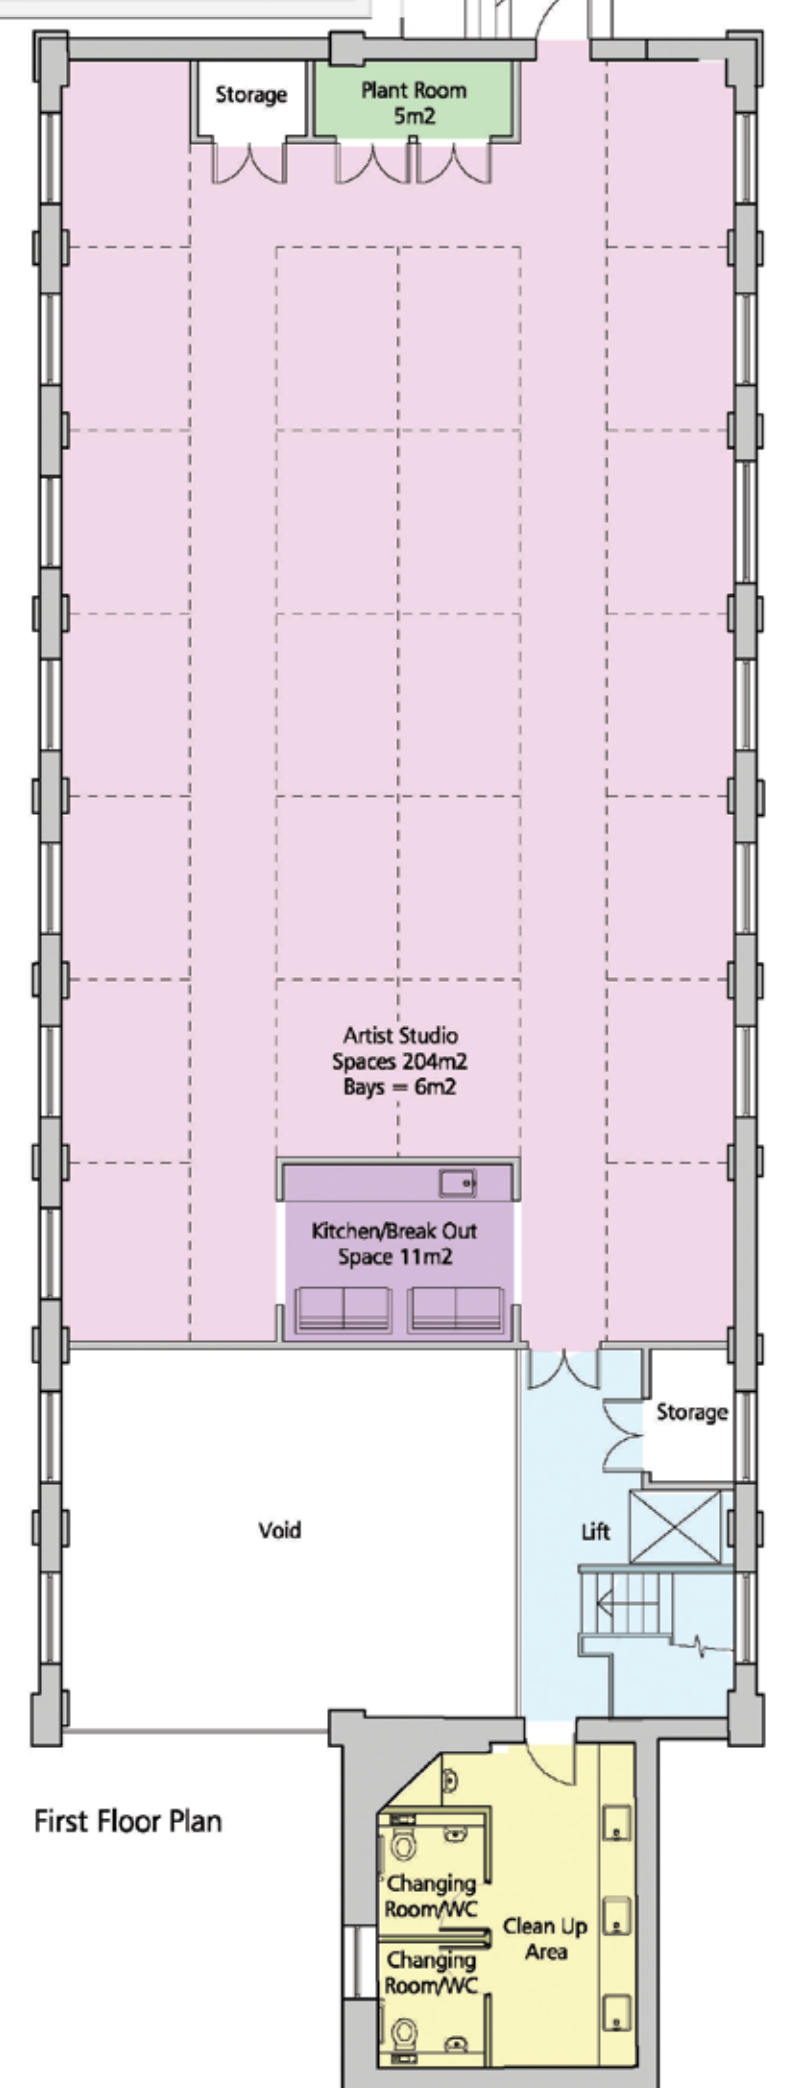 Storage
Plant Room
5m2
Artist Studio
Spaces 204m2
Bays = 6m2
Kitchen/Break Out
Space 11m2
Storage
Void
Lift
First Floor Plan
Changing
Room/WC
Clean Up
Area
Changing
Room/WC